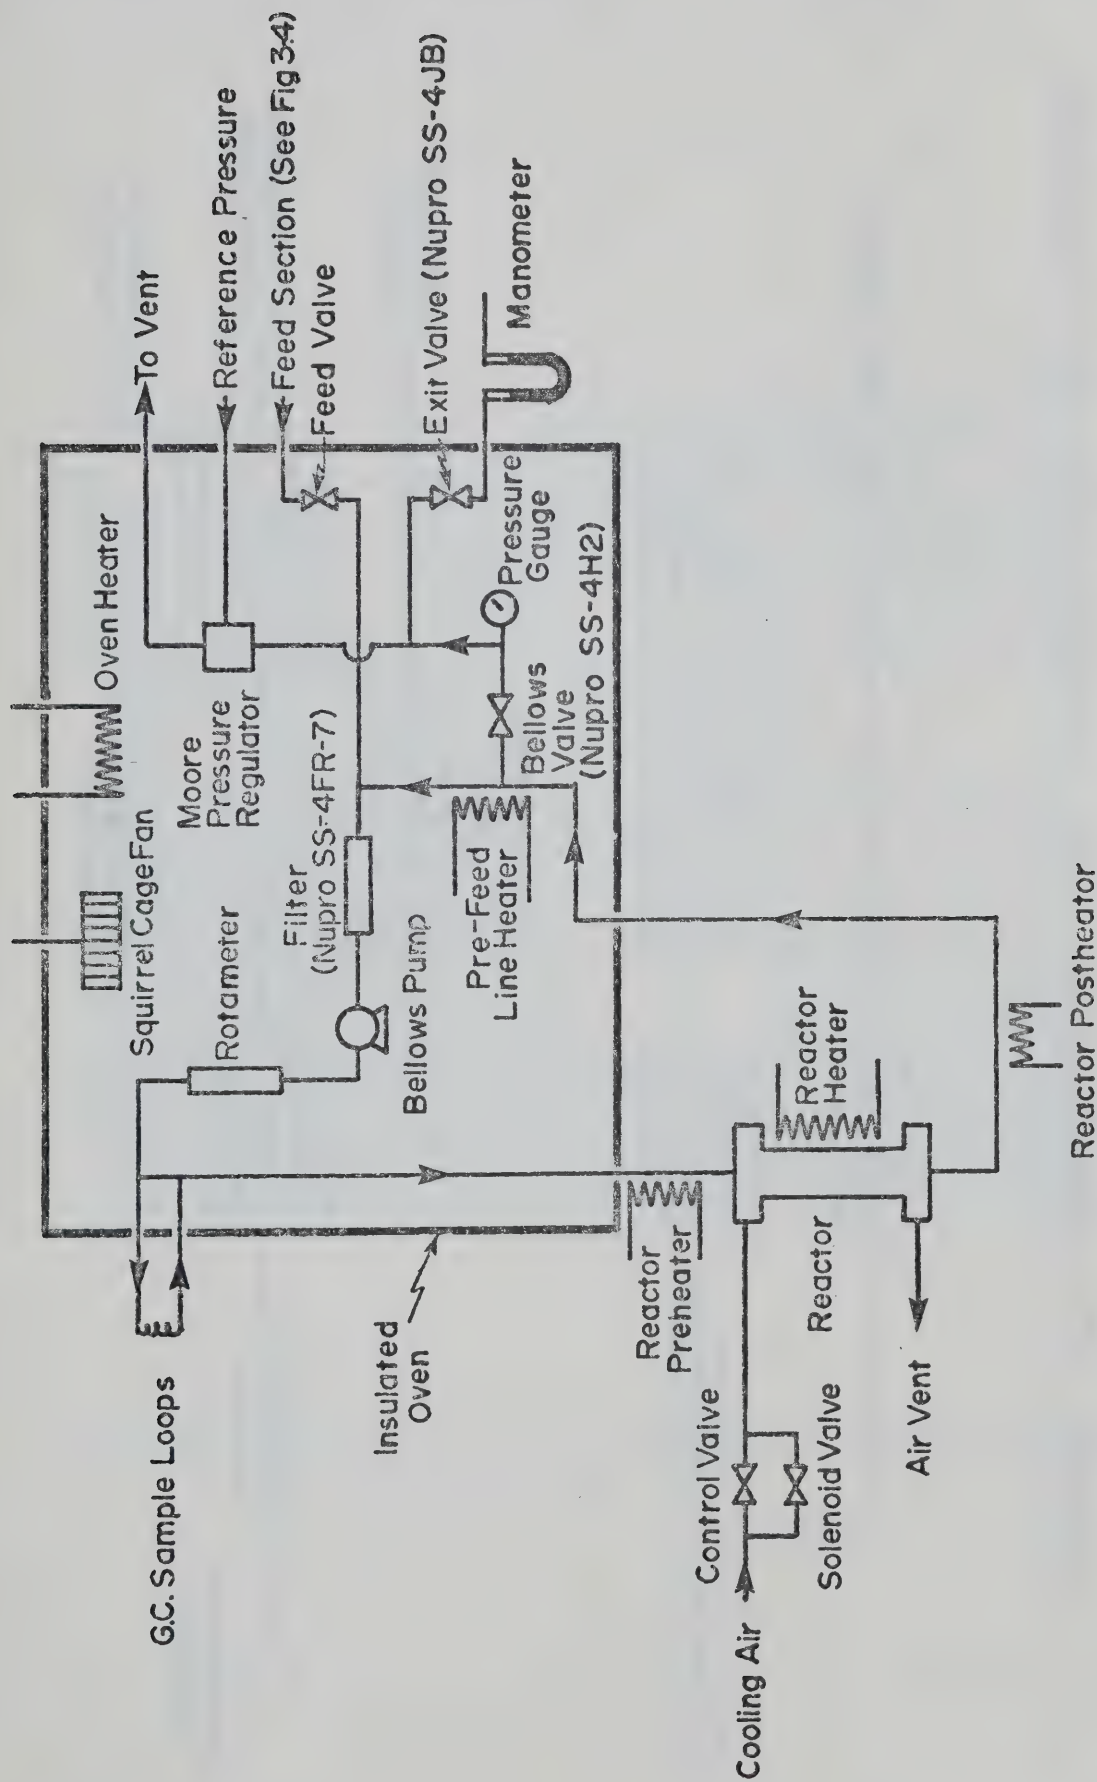 To Vent
Reference Pressure
Feed Section (See Fig 3.4)
Feed Valve
Exit Valve (Nupro SS-4JB)
Manometer
Oven Heater
Squirrel Cage Fan
Moore
Pressure
Regulator
Rotameter
Filter
(Nupro SS-4FR-7)
Bellows Pump
Pressure
Gauge
Bellows
Valve
(Nupro SS-4H2)
Pre-Feed
Line Heater
G.C. Sample Loops
Insulated
Oven
Reactor
Preheater
Reactor
Heater
Reactor
Control Valve
Solenoid Valve
Cooling Air
Air Vent
Reactor Postheator